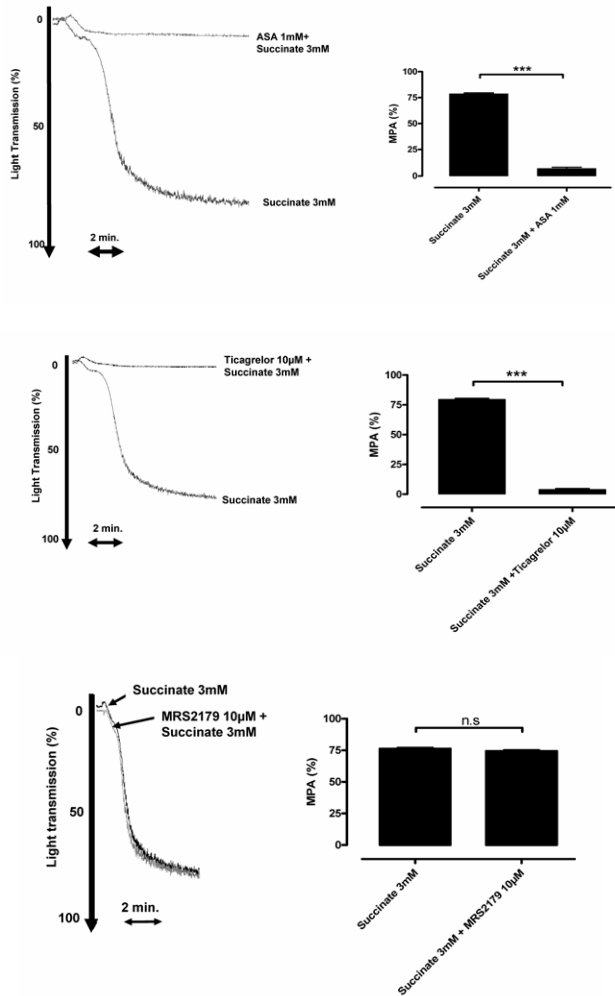 0
50
100
Light Transmission (%)
2 min.
ASA 1mM+
Succinate 3mM
Succinate 3mM
MPA (%)
100
75
50
25
0
***
Succinate 3mM
Succinate 3mM + ASA 1mM
0
50
100
Light Transmission (%)
2 min.
Ticagrelor 10µM +
Succinate 3mM
Succinate 3mM
MPA (%)
100
75
50
25
0
***
Succinate 3mM
Succinate 3mM +Ticagrelor 10µM
0
50
100
Light transmission (%)
2 min.
Succinate 3mM
MRS2179 10µM +
Succinate 3mM
MPA (%)
100
75
50
25
0
n.s
Succinate 3mM
Succinate 3mM + MRS2179 10µM